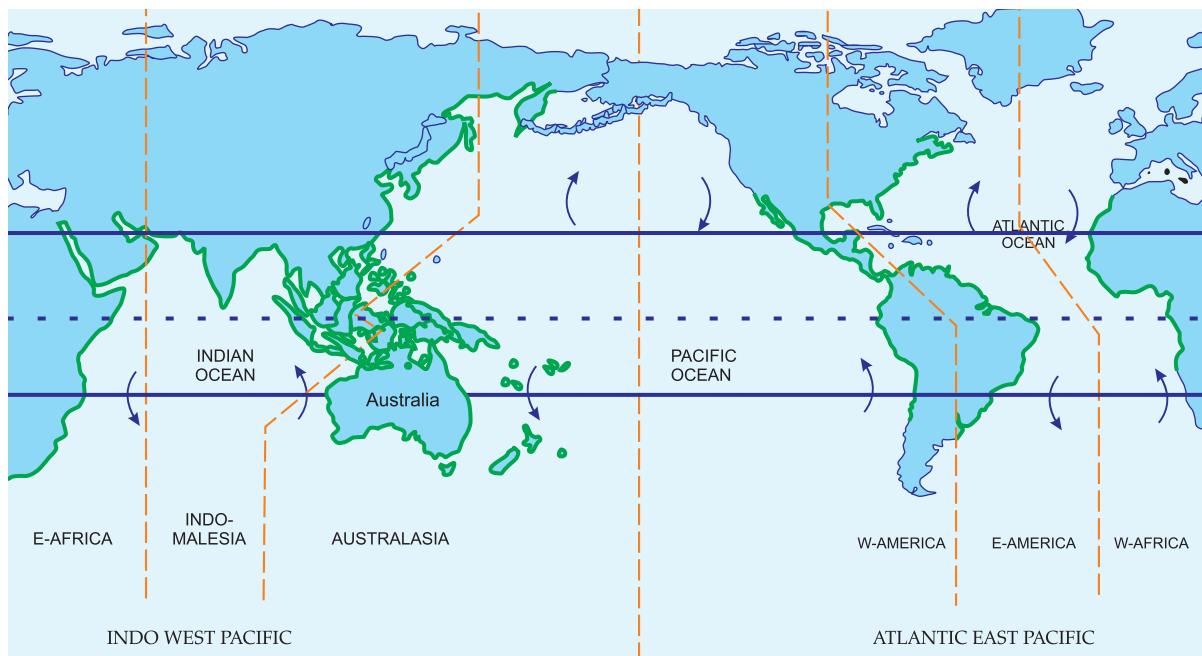 ATLANTIC
OCEAN
INDIAN
OCEAN
PACIFIC
OCEAN
Australia
E-AFRICA
INDO-
MALESIA
AUSTRALASIA
W-AMERICA
E-AMERICA
W-AFRICA
INDO WEST PACIFIC
ATLANTIC EAST PACIFIC